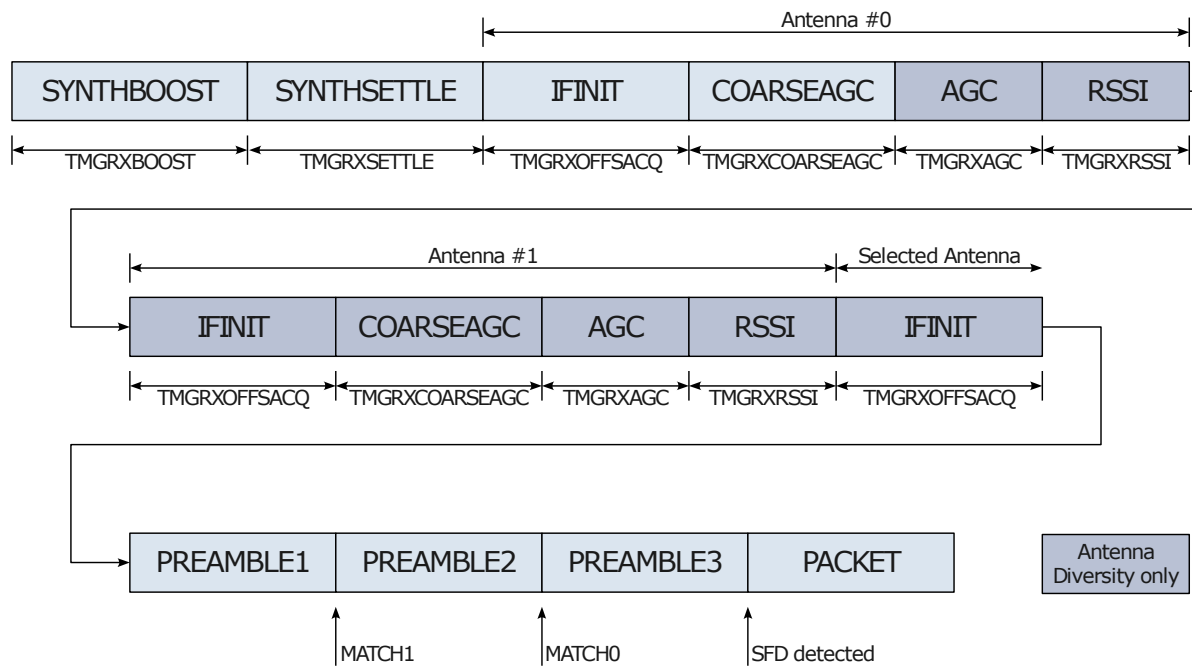 Antenna #0
SYNTHBOOST SYNTHSETTLE IFINIT COARSEAGC AGC RSSI
TMGRXBOOST TMGRXSETTLE TMGRXOFFSACQ TMGRXCOARSEAGC TMGRXAGC TMGRXRSSI
Antenna #1 Selected Antenna
IFINIT COARSEAGC AGC RSSI IFINIT
TMGRXOFFSACQ TMGRXCOARSEAGC TMGRXAGC TMGRXRSSI TMGRXOFFSACQ
PREAMBLE1 PREAMBLE2 PREAMBLE3 PACKET
Antenna
Diversity only
MATCH1 MATCH0 SFD detected